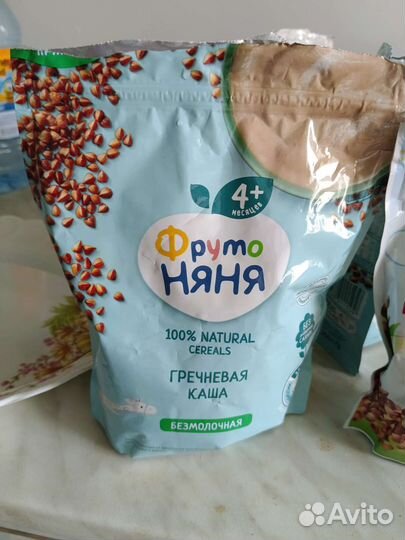 4+
месяцев
Фруто
НЯНЯ
100% NATURAL
CEREALS
ГРЕЧНЕВАЯ
КАША
БЕЗМОЛОЧНАЯ
Avito